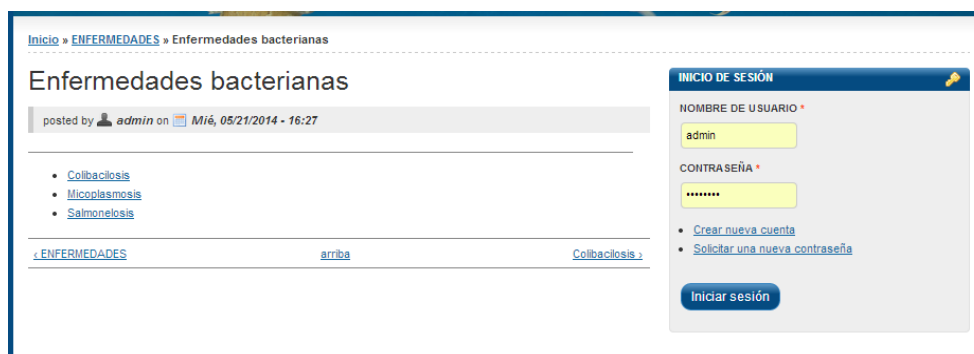 Inicio » ENFERMEDADES » Enfermedades bacterianas
Enfermedades bacterianas
posted by admin on Mié, 05/21/2014 - 16:27
Colibacilosis
Micoplasmosis
Salmonelosis
‹ ENFERMEDADES arriba Colibacilosis ›
INICIO DE SESIÓN
NOMBRE DE USUARIO *
admin
CONTRASEÑA *
••••••••
Crear nueva cuenta
Solicitar una nueva contraseña
Iniciar sesión